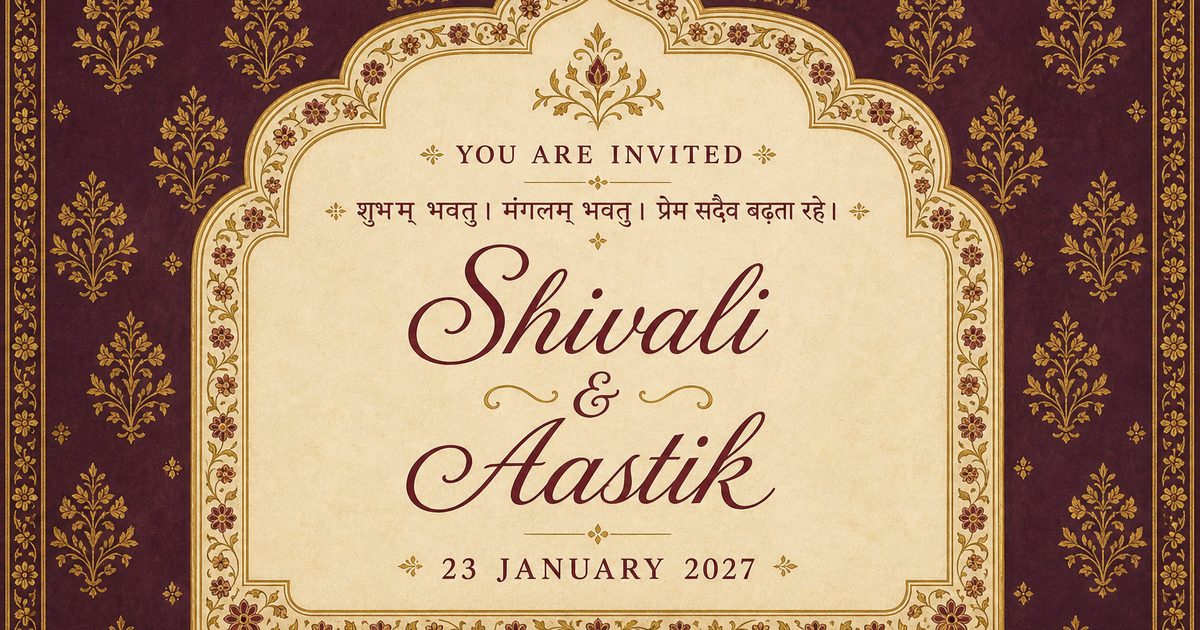 YOU ARE INVITED
शुभम् भवतु। मंगलम् भवतु। प्रेम सदैव बढ़ता रहे।
Shivali
&
Aastik
23 JANUARY 2027